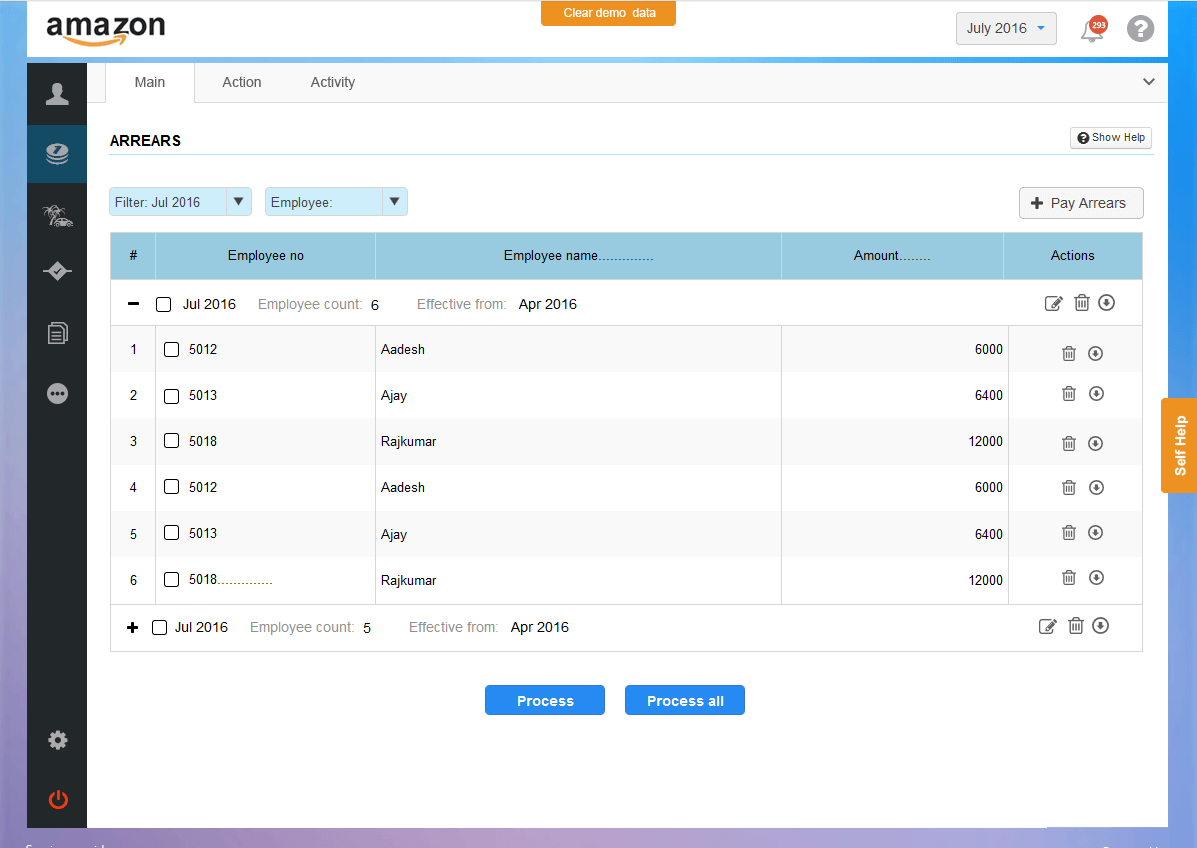 Clear demo data
amazon
July 2016
293
?
Main Action Activity
ARREARS
? Show Help
Filter: Jul 2016 Employee:
+ Pay Arrears
# Employee no Employee name............. Amount........ Actions
Jul 2016 Employee count: 6 Effective from: Apr 2016
1 5012 Aadesh 6000
2 5013 Ajay 6400
3 5018 Rajkumar 12000
4 5012 Aadesh 6000
5 5013 Ajay 6400
6 5018.............. Rajkumar 12000
+ Jul 2016 Employee count: 5 Effective from: Apr 2016
Process Process all
Self Help